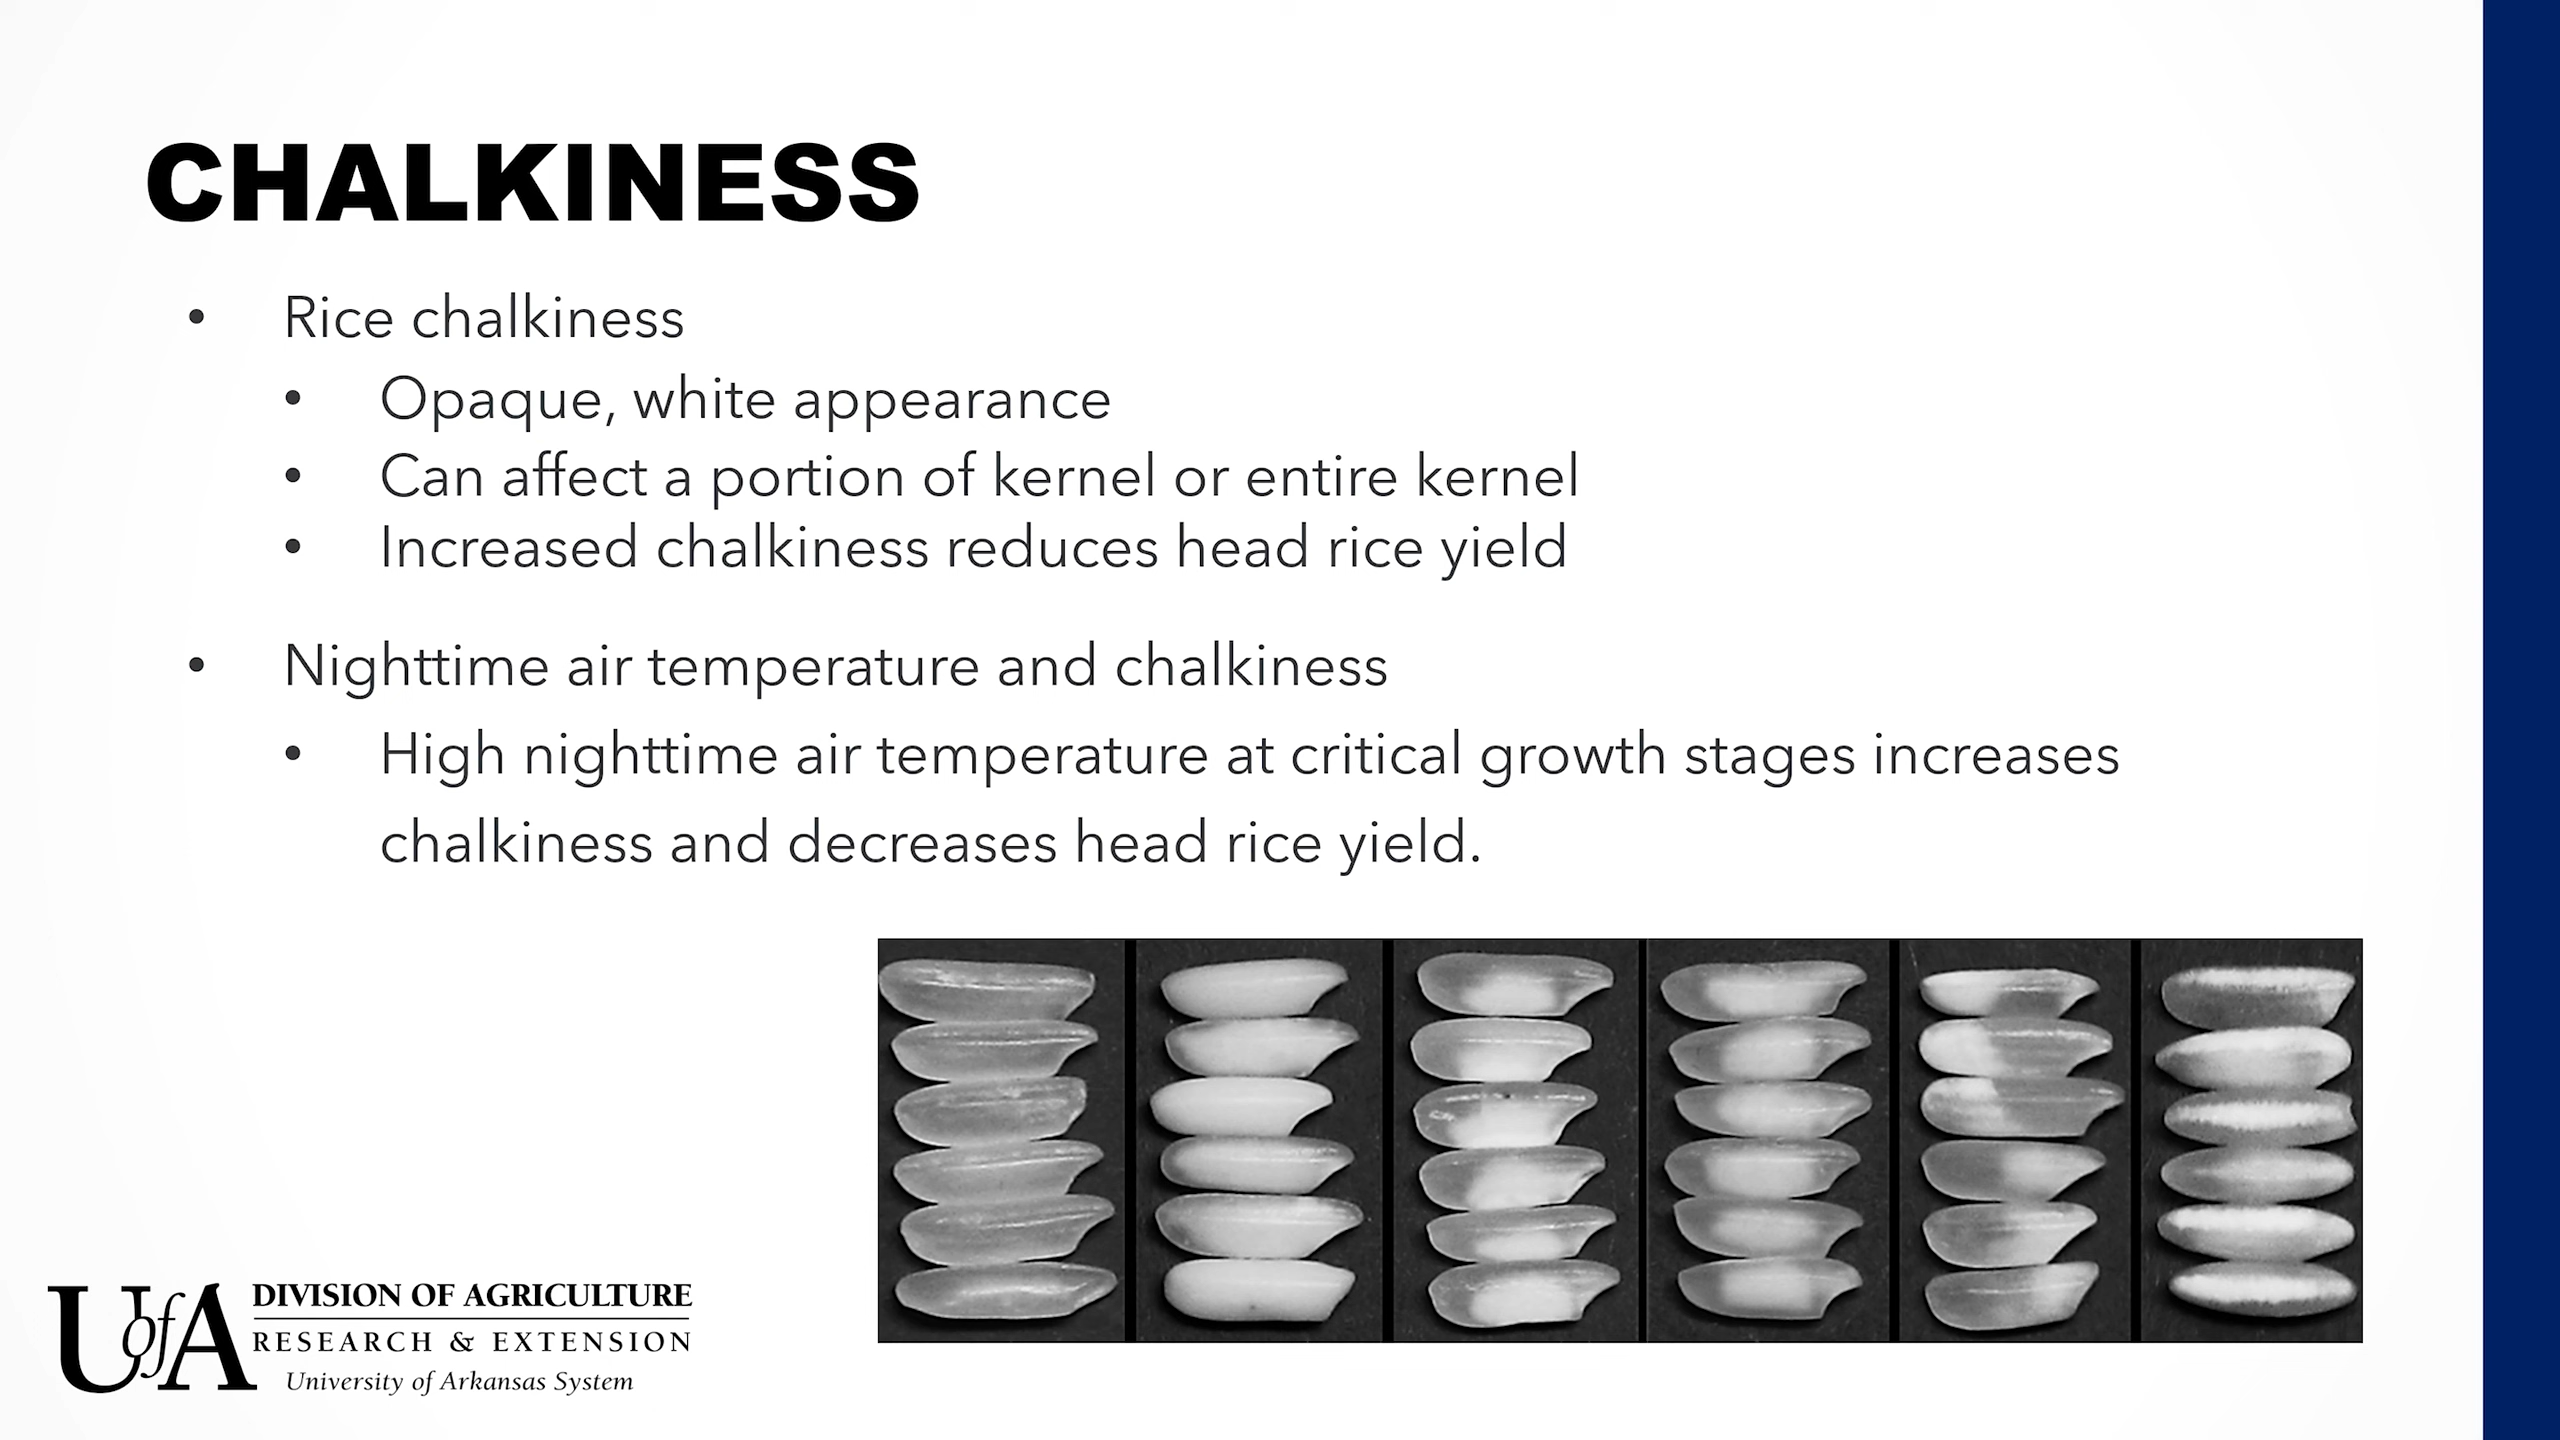 CHALKINESS
• Rice chalkiness
• Opaque, white appearance
• Can affect a portion of kernel or entire kernel
• Increased chalkiness reduces head rice yield
• Nighttime air temperature and chalkiness
• High nighttime air temperature at critical growth stages increases
chalkiness and decreases head rice yield.
UofA
DIVISION OF AGRICULTURE
RESEARCH & EXTENSION
University of Arkansas System